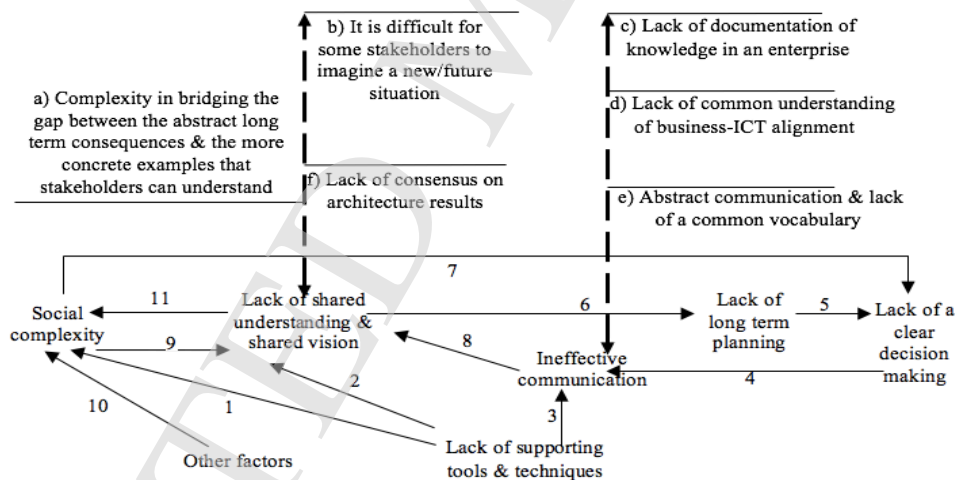 b) It is difficult for
some stakeholders to
imagine a new/future
situation
c) Lack of documentation of
knowledge in an enterprise
a) Complexity in bridging the
gap between the abstract long
term consequences & the more
concrete examples that
stakeholders can understand
d) Lack of common understanding
of business-ICT alignment
f) Lack of consensus on
architecture results
e) Abstract communication & lack
of a common vocabulary
7
11
Social
complexity
9
Lack of shared
understanding &
shared vision
6
Lack of
long term
planning
5
Lack of a
clear
decision
making
8
Ineffective
communication
4
2
10
1
3
Other factors
Lack of supporting
tools & techniques